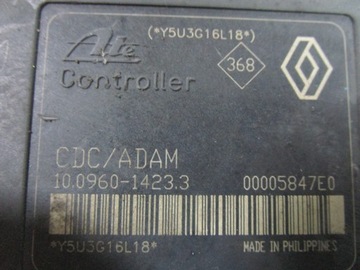 (*Y5U3G16L18*)
Ate
Controller
368
CDC/ADAM
10.0960-1423.3 00005847E0
*Y5U3G16L18*
MADE IN PHILIPPINES